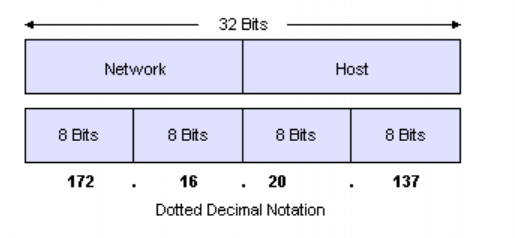 32 Bits
Network Host
8 Bits 8 Bits 8 Bits 8 Bits
172 . 16 . 20 . 137
Dotted Decimal Notation